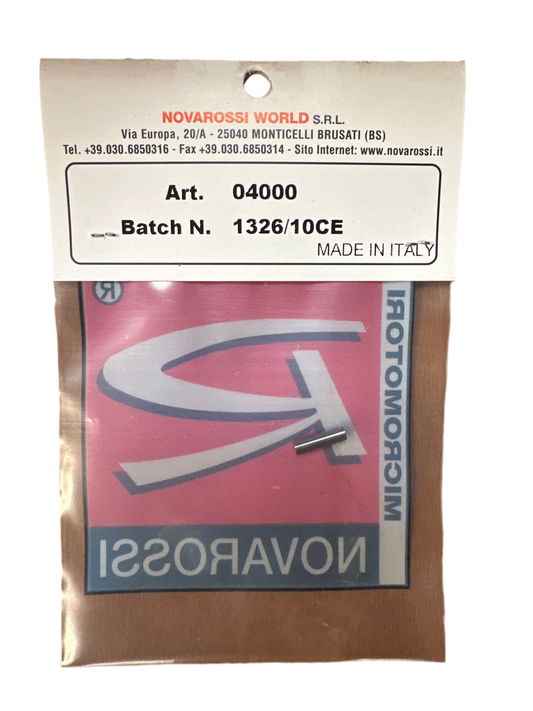 NOVAROSSI WORLD S.R.L.
Via Europa, 20/A - 25040 MONTICELLI BRUSATI (BS)
Tel. +39.030.6850316 - Fax +39.030.6850314 - Sito Internet: www.novarossi.it
Art. 04000
Batch N. 1326/10CE
MADE IN ITALY
®
MICROMOTORI
NOVAROSSI